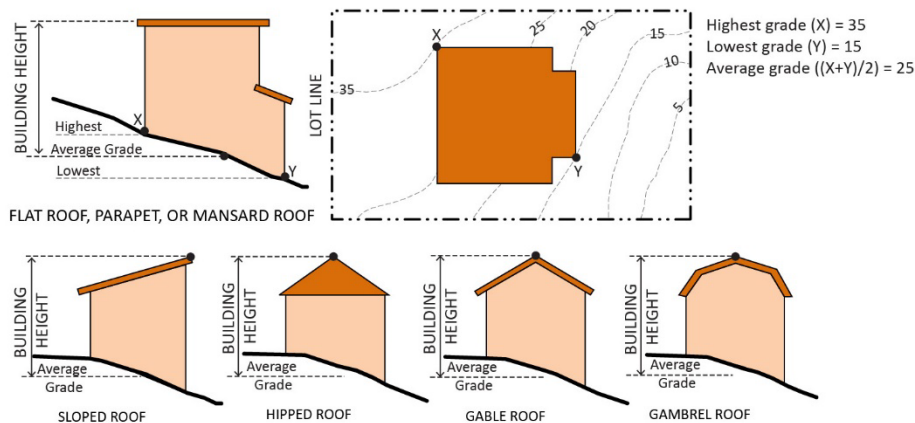 BUILDING HEIGHT
X
Highest
Average Grade
Lowest
Y
FLAT ROOF, PARAPET, OR MANSARD ROOF
LOT LINE
X
35
25
20
15
10
5
Y
Highest grade (X) = 35
Lowest grade (Y) = 15
Average grade ((X+Y)/2) = 25
BUILDING
HEIGHT
Average
Grade
SLOPED ROOF
BUILDING
HEIGHT
Average
Grade
HIPPED ROOF
BUILDING
HEIGHT
Average
Grade
GABLE ROOF
BUILDING
HEIGHT
Average
Grade
GAMBREL ROOF